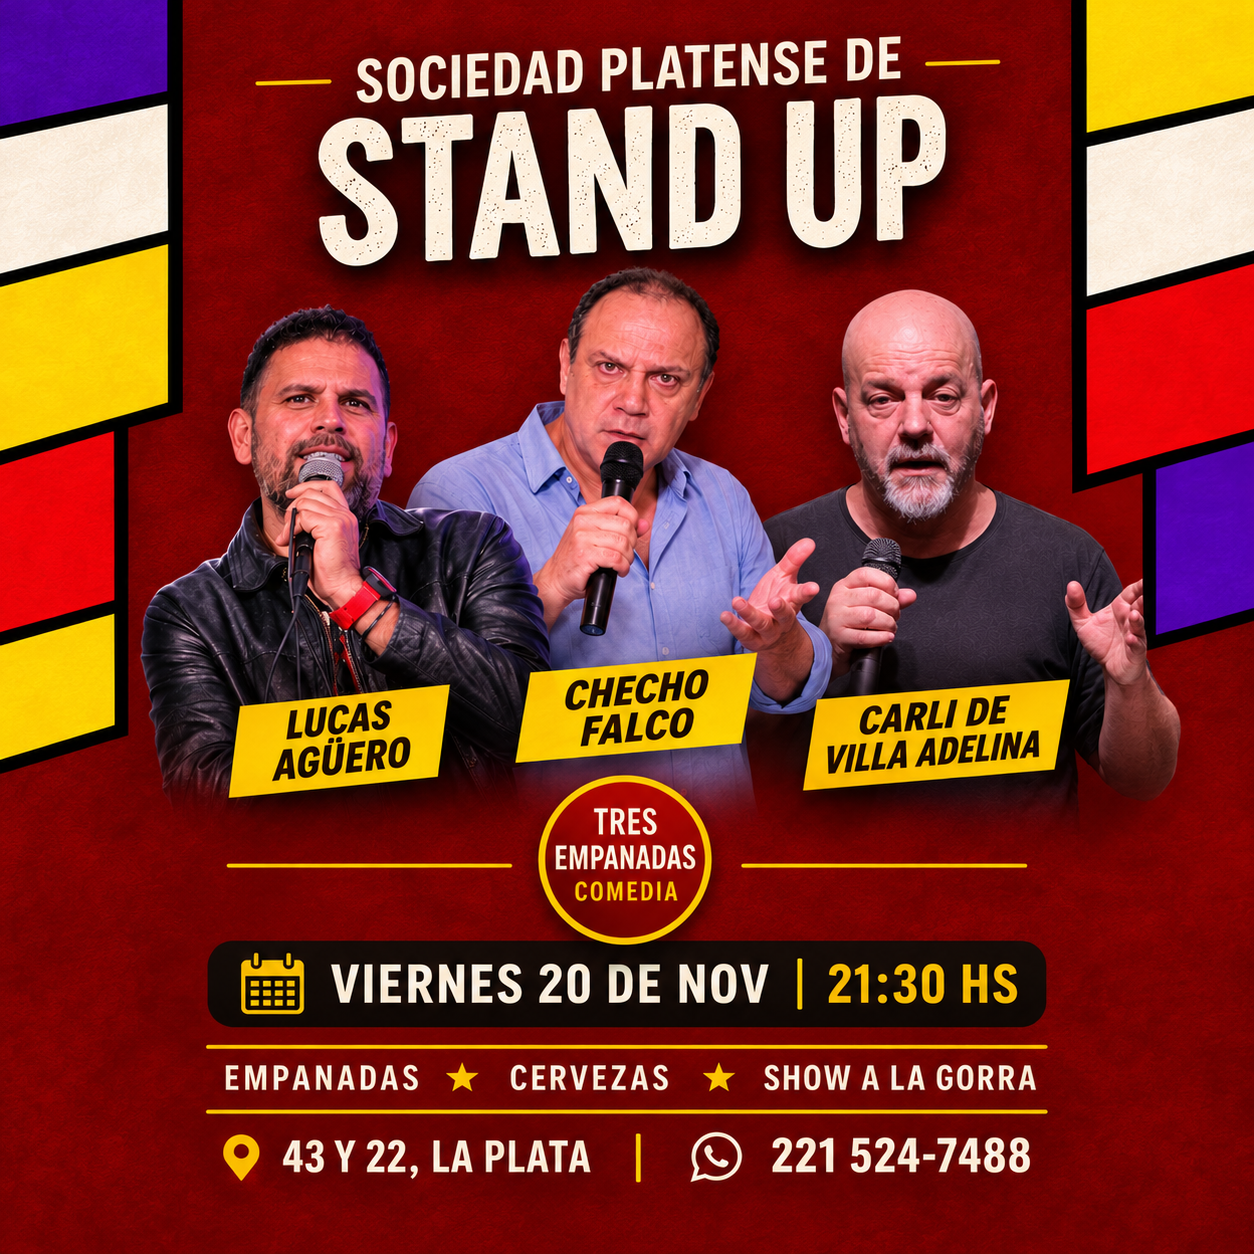 SOCIEDAD PLATENSE DE
STAND UP
LUCAS
AGÜERO
CHECHO
FALCO
CARLI DE
VILLA ADELINA
TRES
EMPANADAS
COMEDIA
VIERNES 20 DE NOV | 21:30 HS
EMPANADAS ★ CERVEZAS ★ SHOW A LA GORRA
43 Y 22, LA PLATA | 221 524-7488